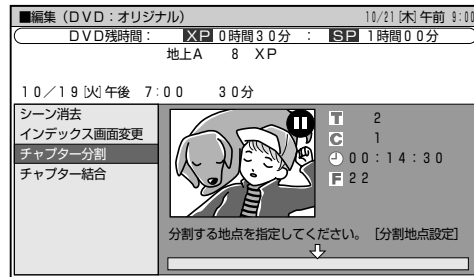 ■編集（DVD：オリジナル） 10/21[木]午前 9:00
DVD残時間： XP 0時間30分 ： SP 1時間00分
地上A 8 XP
10/19[火]午後 7:00 30分
シーン消去
インデックス画面変更
チャプター分割
チャプター結合
T 2
C 1
00:14:30
F 22
分割する地点を指定してください。［分割地点設定］